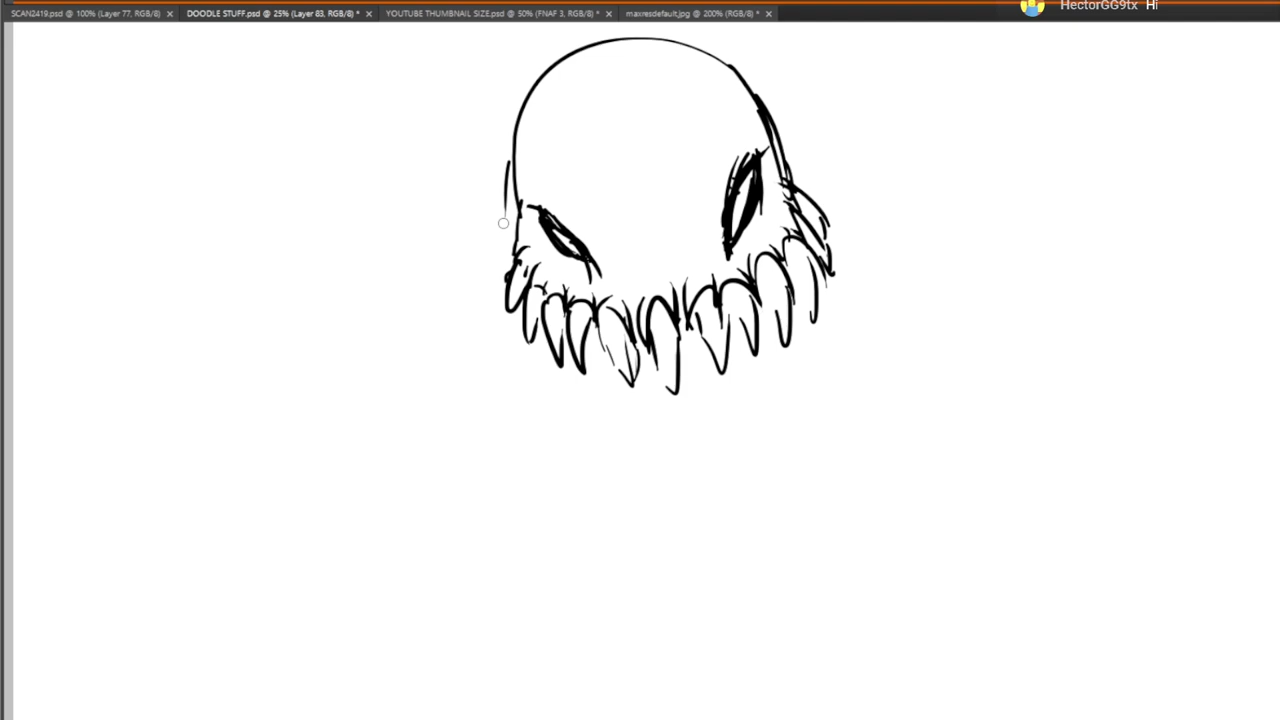 HectorGG9tx Hi
SCAN2419.psd @ 100% (Layer 77, RGB/8) DOODLE STUFF.psd @ 25% (Layer 83, RGB/8) * YOUTUBE THUMBNAIL SIZE.psd @ 50% (FNAF 3, RGB/8) * maxresdefault.jpg @ 200% (RGB/8) *